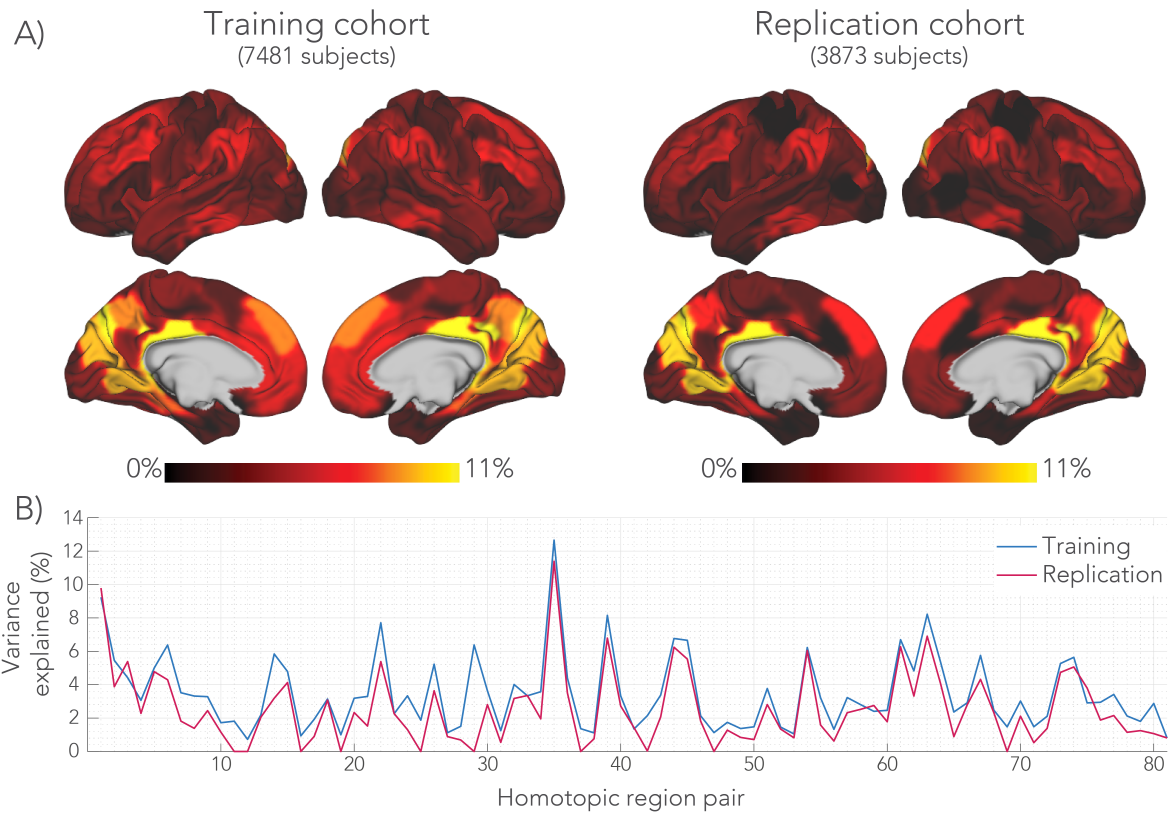 A)
Training cohort
(7481 subjects)
Replication cohort
(3873 subjects)
0% 11%
0% 11%
B)
Variance
explained (%)
14
12
10
8
6
4
2
0
Training
Replication
10 20 30 40 50 60 70 80
Homotopic region pair